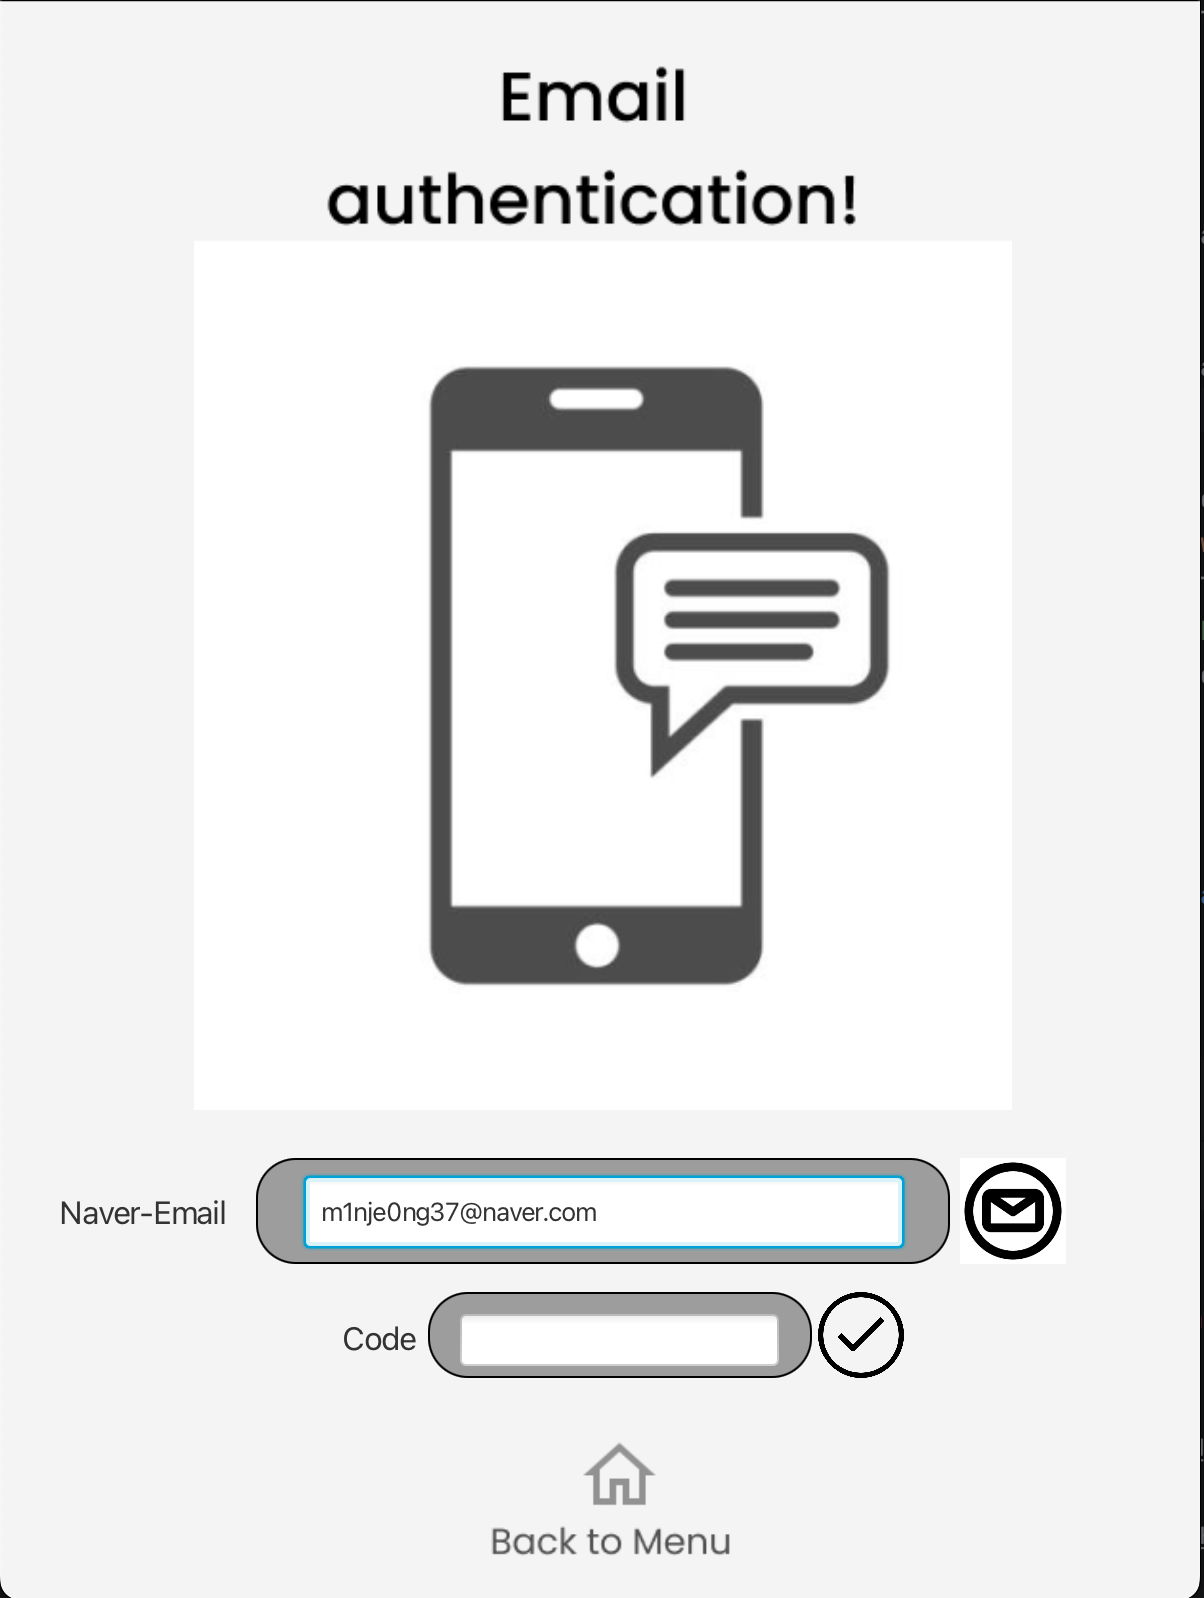 Email
authentication!
Naver-Email
m1nje0ng37@naver.com
Code
Back to Menu